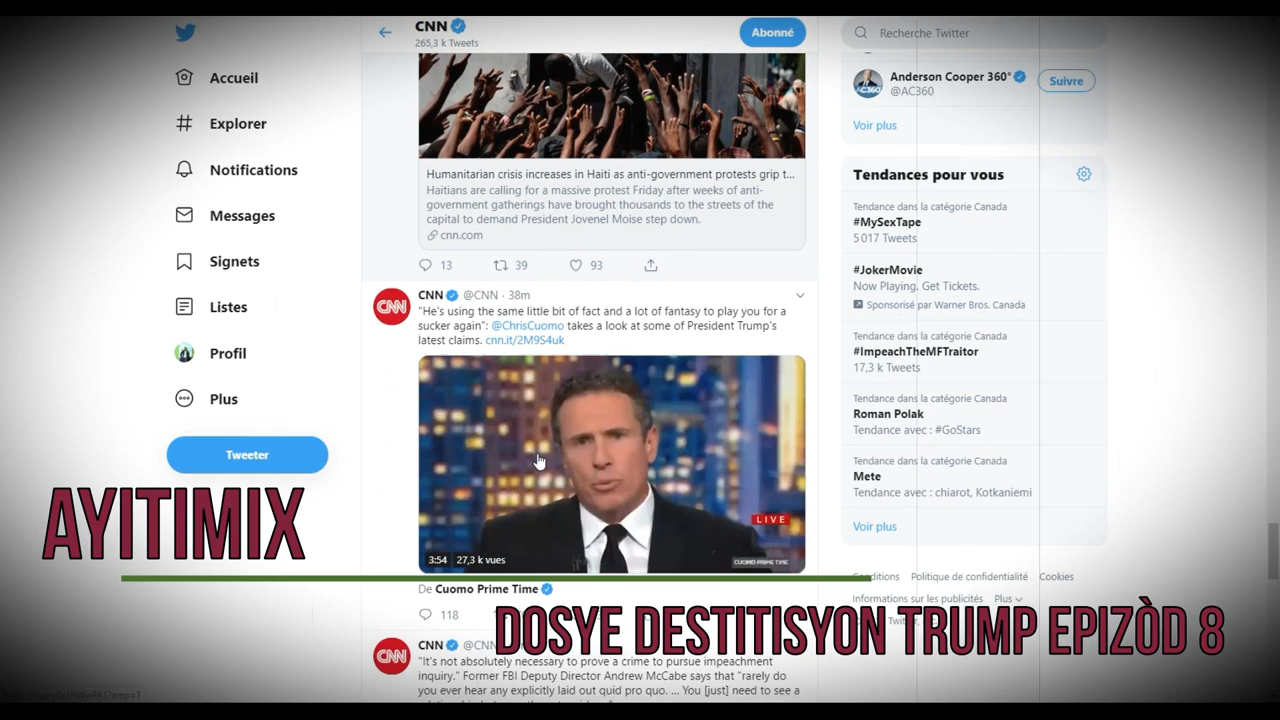 Accueil
Explorer
Notifications
Messages
Signets
Listes
Profil
Plus
Tweeter
CNN
265,3 k Tweets
Abonné
Humanitarian crisis increases in Haiti as anti-government protests grip t...
Haitians are calling for a massive protest Friday after weeks of anti-
government gatherings have brought thousands to the streets of the
capital to demand President Jovenel Moise step down.
cnn.com
13 39 93
CNN @CNN · 38m
"He's using the same little bit of fact and a lot of fantasy to play you for a
sucker again": @ChrisCuomo takes a look at some of President Trump's
latest claims. cnn.it/2M9S4uk
CNN
LIVE
3:54 27,3 k vues
CUOMO PRIME TIME
De Cuomo Prime Time
118
CNN @CNN
CNN
"It's not absolutely necessary to prove a crime to pursue impeachment
inquiry." Former FBI Deputy Director Andrew McCabe says that "rarely
do you ever hear any explicitly laid out quid pro quo. ... You [just] need to see a
Recherche Twitter
Anderson Cooper 360°
@AC360
AC360
Suivre
Voir plus
Tendances pour vous
Tendance dans la catégorie Canada
#MySexTape
5 017 Tweets
#JokerMovie
Now Playing. Get Tickets.
Sponsorisé par Warner Bros. Canada
Tendance dans la catégorie Canada
#ImpeachTheMFTraitor
17,3 k Tweets
Tendance dans la catégorie Canada
Roman Polak
Tendance avec : #GoStars
Tendance dans la catégorie Canada
Mete
Tendance avec : chiarot, Kotkaniemi
Voir plus
Conditions Politique de confidentialité Cookies
Informations sur les publicités Plus
AYITIMIX
DOSYE DESTITISYON TRUMP EPIZÒD 8